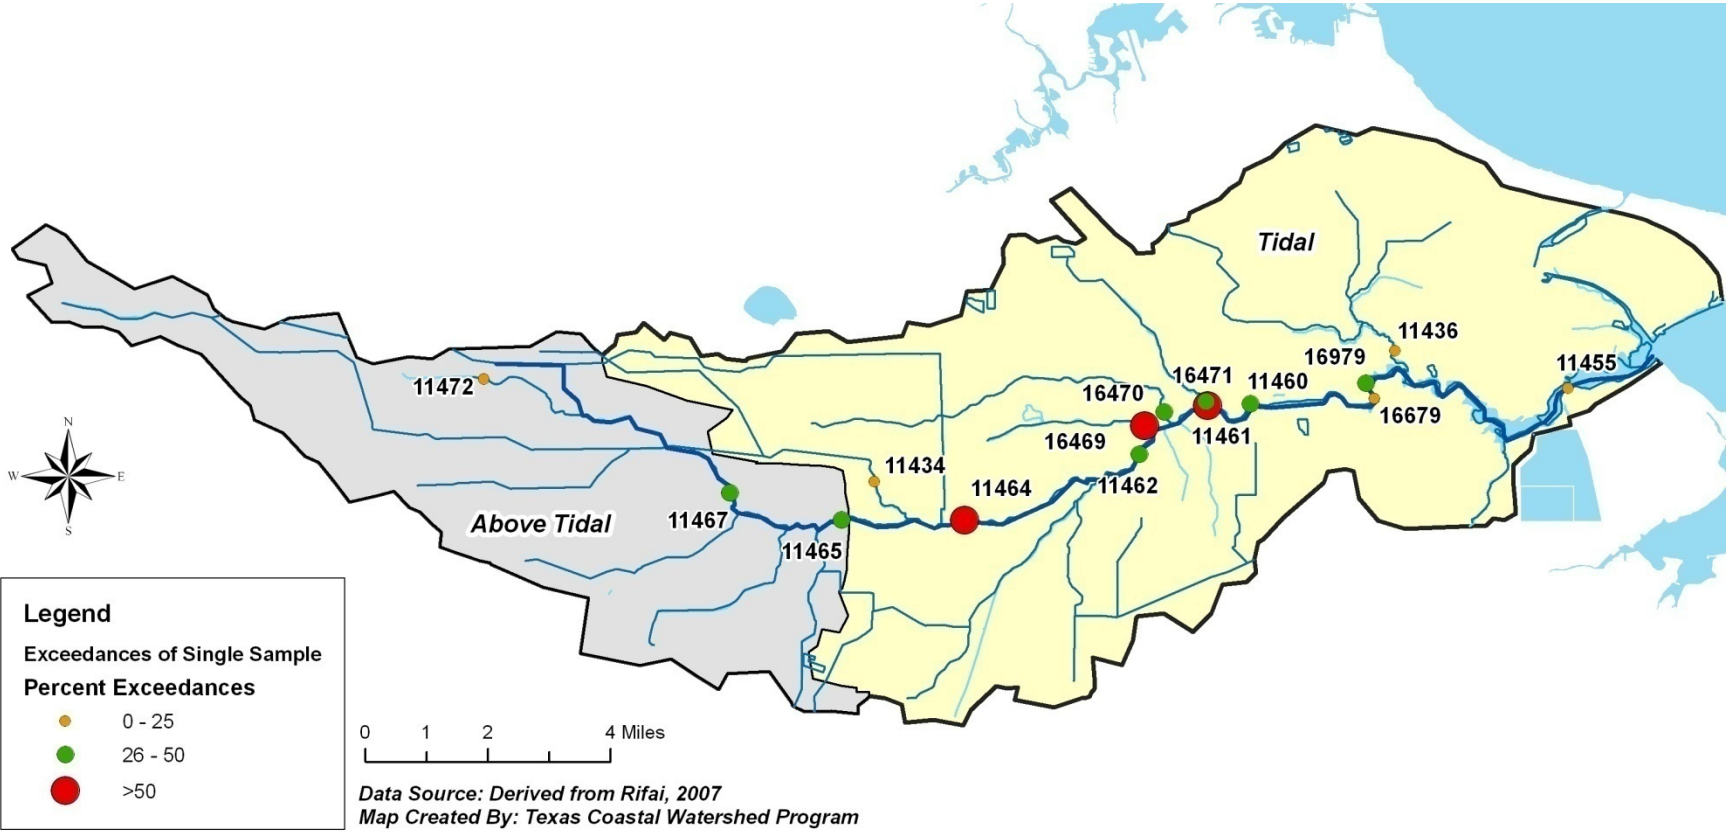 Tidal
11436
16979
11455
11472
16471
11460
16470
16679
16469
11461
11434
11464
11462
Above Tidal
11467
11465
N
W
E
S
Legend
Exceedances of Single Sample
Percent Exceedances
0 - 25
26 - 50
>50
0 1 2 4 Miles
Data Source: Derived from Rifai, 2007
Map Created By: Texas Coastal Watershed Program